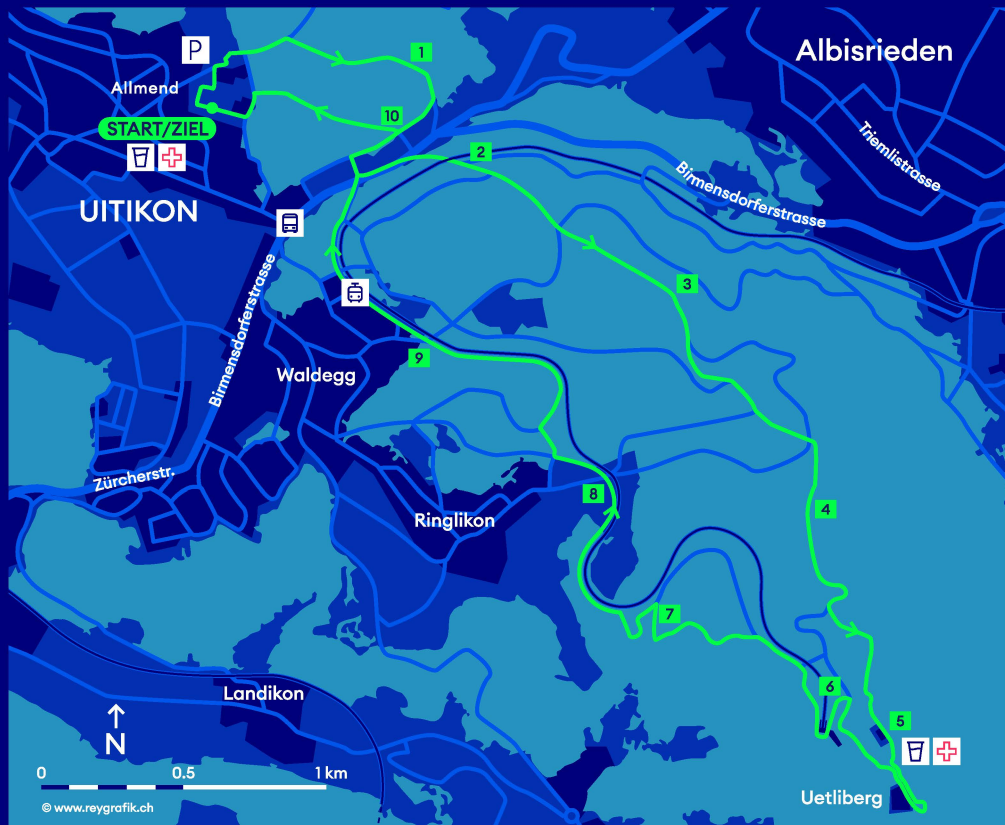 P
1
Albisrieden
Allmend
10
START/ZIEL
Triemlistrasse
2
Birmensdorferstrasse
UITIKON
3
Birmensdorferstrasse
9
Waldegg
Zürcherstr.
8
4
Ringlikon
7
6
Landikon
5
N
0 0.5 1 km
Uetliberg
© www.reygrafik.ch